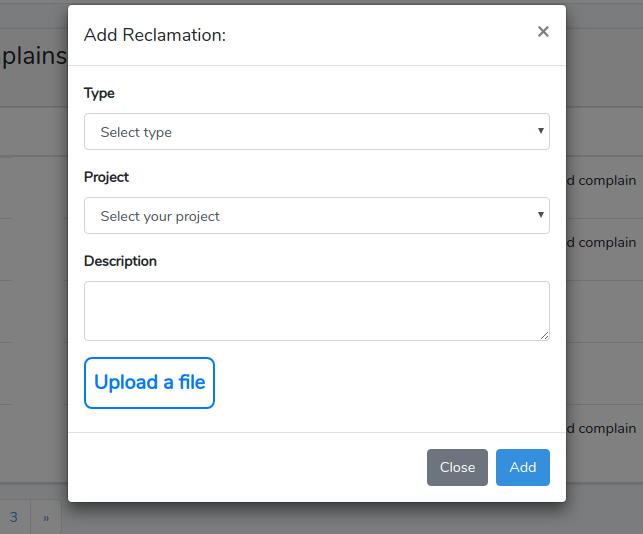 Add Reclamation:
×
plains
Type
Select type
Project
Select your project
d complain
d complain
Description
Upload a file
d complain
Close
Add
3
»